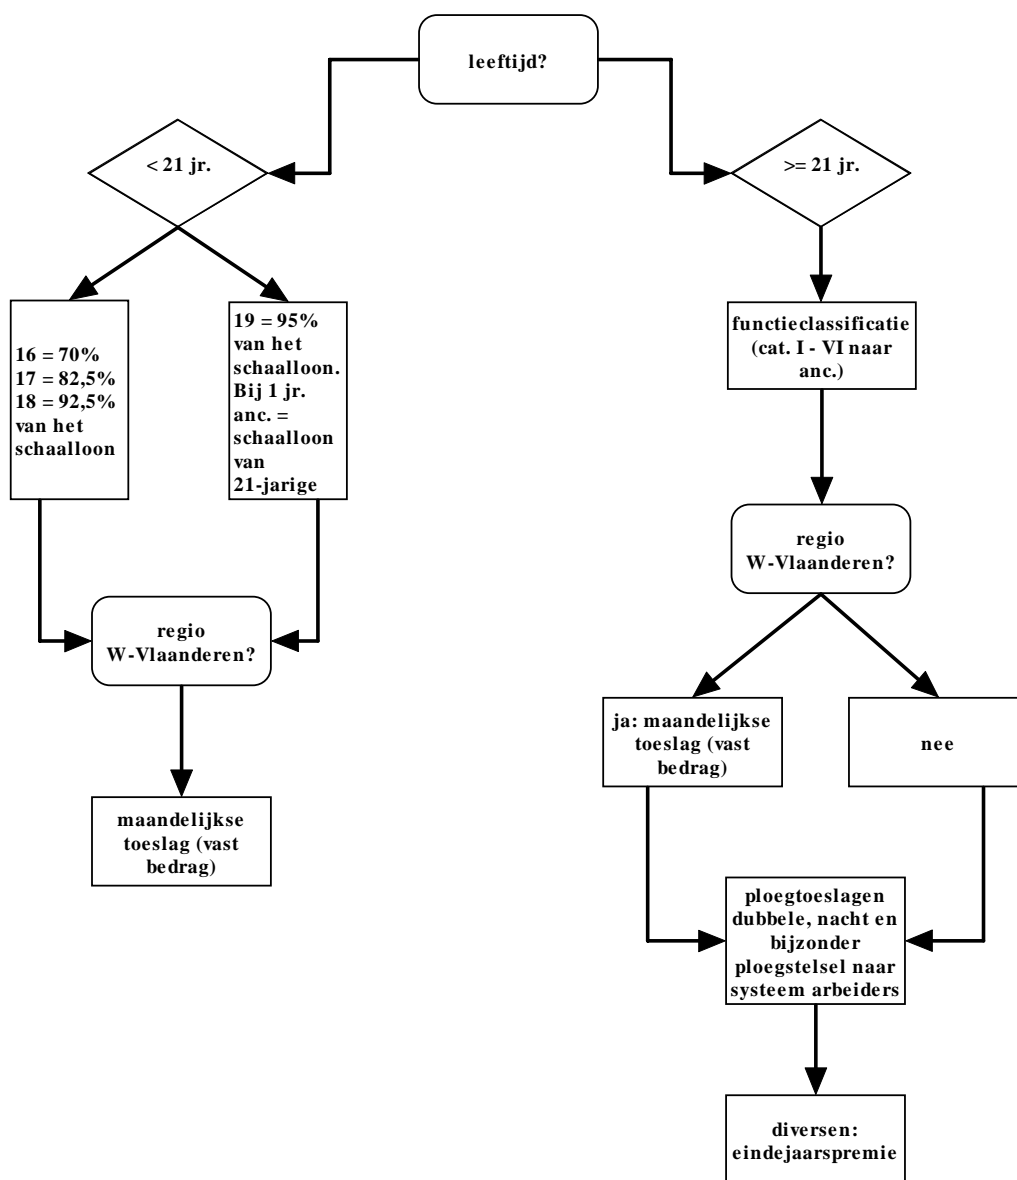 leeftijd?
< 21 jr.
>= 21 jr.
16 = 70%
17 = 82,5%
18 = 92,5%
van het
schaalloon
19 = 95%
van het
schaalloon.
Bij 1 jr.
anc. =
schaalloon
van
21-jarige
functieclassificatie
(cat. I - VI naar
anc.)
regio
W-Vlaanderen?
regio
W-Vlaanderen?
ja: maandelijkse
toeslag (vast
bedrag)
nee
maandelijkse
toeslag (vast
bedrag)
ploegtoeslagen
dubbele, nacht en
bijzonder
ploegstelsel naar
systeem arbeiders
diversen:
eindejaarspremie